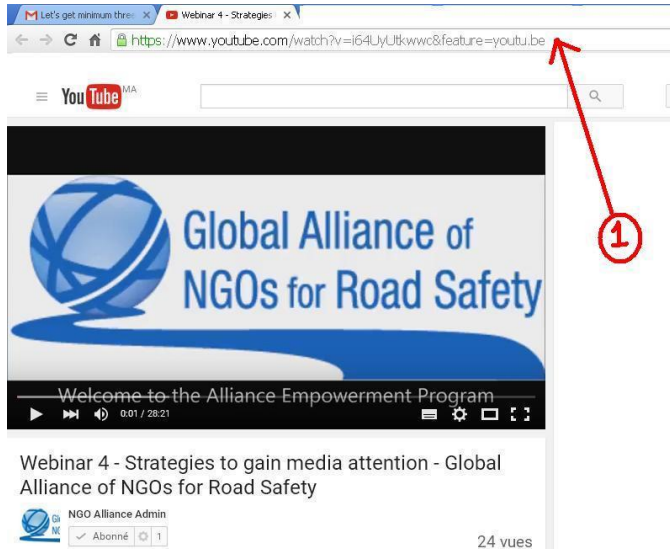 Let's get minimum three
Webinar 4 - Strategies
https://www.youtube.com/watch?v=i64UyUtkwwc&feature=youtu.be
YouTube MA
1
Global Alliance of
NGOs for Road Safety
Welcome to the Alliance Empowerment Program
0:01 / 28:21
Webinar 4 - Strategies to gain media attention - Global
Alliance of NGOs for Road Safety
NGO Alliance Admin
Abonné 1
24 vues